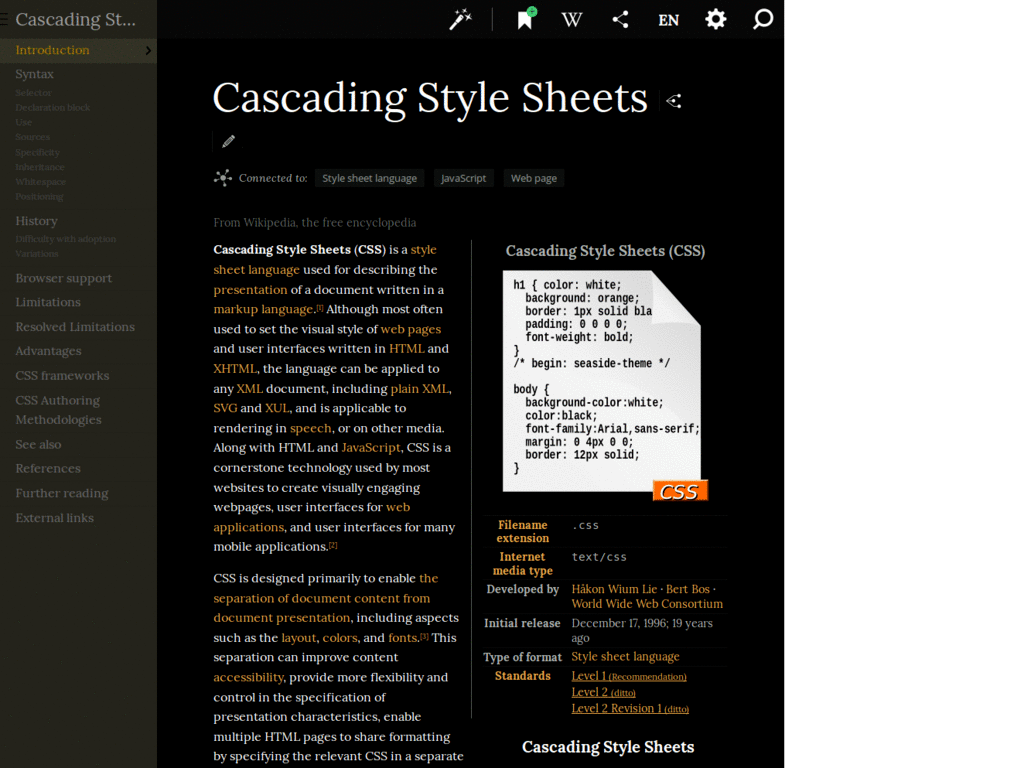 Cascading St...
Introduction
Syntax
Selector
Declaration block
Use
Sources
Specificity
Inheritance
Whitespace
Positioning
History
Difficulty with adoption
Variations
Browser support
Limitations
Resolved Limitations
Advantages
CSS frameworks
CSS Authoring
Methodologies
See also
References
Further reading
External links
W
EN
Cascading Style Sheets
Connected to: Style sheet language JavaScript Web page
From Wikipedia, the free encyclopedia
Cascading Style Sheets (CSS) is a style
sheet language used for describing the
presentation of a document written in a
markup language.[1] Although most often
used to set the visual style of web pages
and user interfaces written in HTML and
XHTML, the language can be applied to
any XML document, including plain XML,
SVG and XUL, and is applicable to
rendering in speech, or on other media.
Along with HTML and JavaScript, CSS is a
cornerstone technology used by most
websites to create visually engaging
webpages, user interfaces for web
applications, and user interfaces for many
mobile applications.[2]
CSS is designed primarily to enable the
separation of document content from
document presentation, including aspects
such as the layout, colors, and fonts.[3] This
separation can improve content
accessibility, provide more flexibility and
control in the specification of
presentation characteristics, enable
multiple HTML pages to share formatting
by specifying the relevant CSS in a separate
Cascading Style Sheets (CSS)
h1 { color: white;
background: orange;
border: 1px solid bla
padding: 0 0 0 0;
font-weight: bold;
}
/* begin: seaside-theme */
body {
background-color:white;
color:black;
font-family:Arial,sans-serif;
margin: 0 4px 0 0;
border: 12px solid;
}
CSS
Filename extension .css
Internet media type text/css
Developed by Håkon Wium Lie · Bert Bos ·
World Wide Web Consortium
Initial release December 17, 1996; 19 years
ago
Type of format Style sheet language
Standards Level 1 (Recommendation)
Level 2 (ditto)
Level 2 Revision 1 (ditto)
Cascading Style Sheets